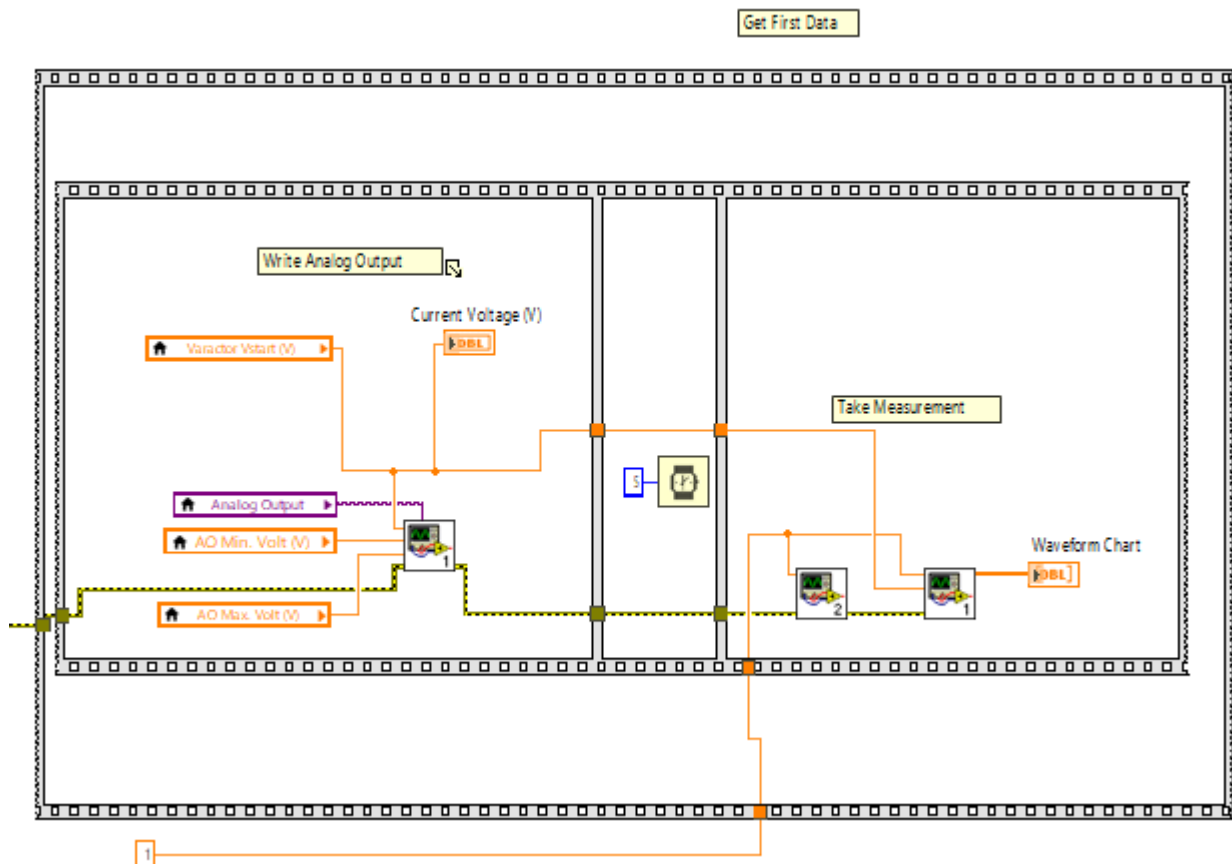 Get First Data
Write Analog Output
Current Voltage (V)
DBL
Varactor Vstart (V)
Take Measurement
5
Analog Output
AO Min. Volt (V)
1
Waveform Chart
DBL
2
1
AO Max. Volt (V)
1